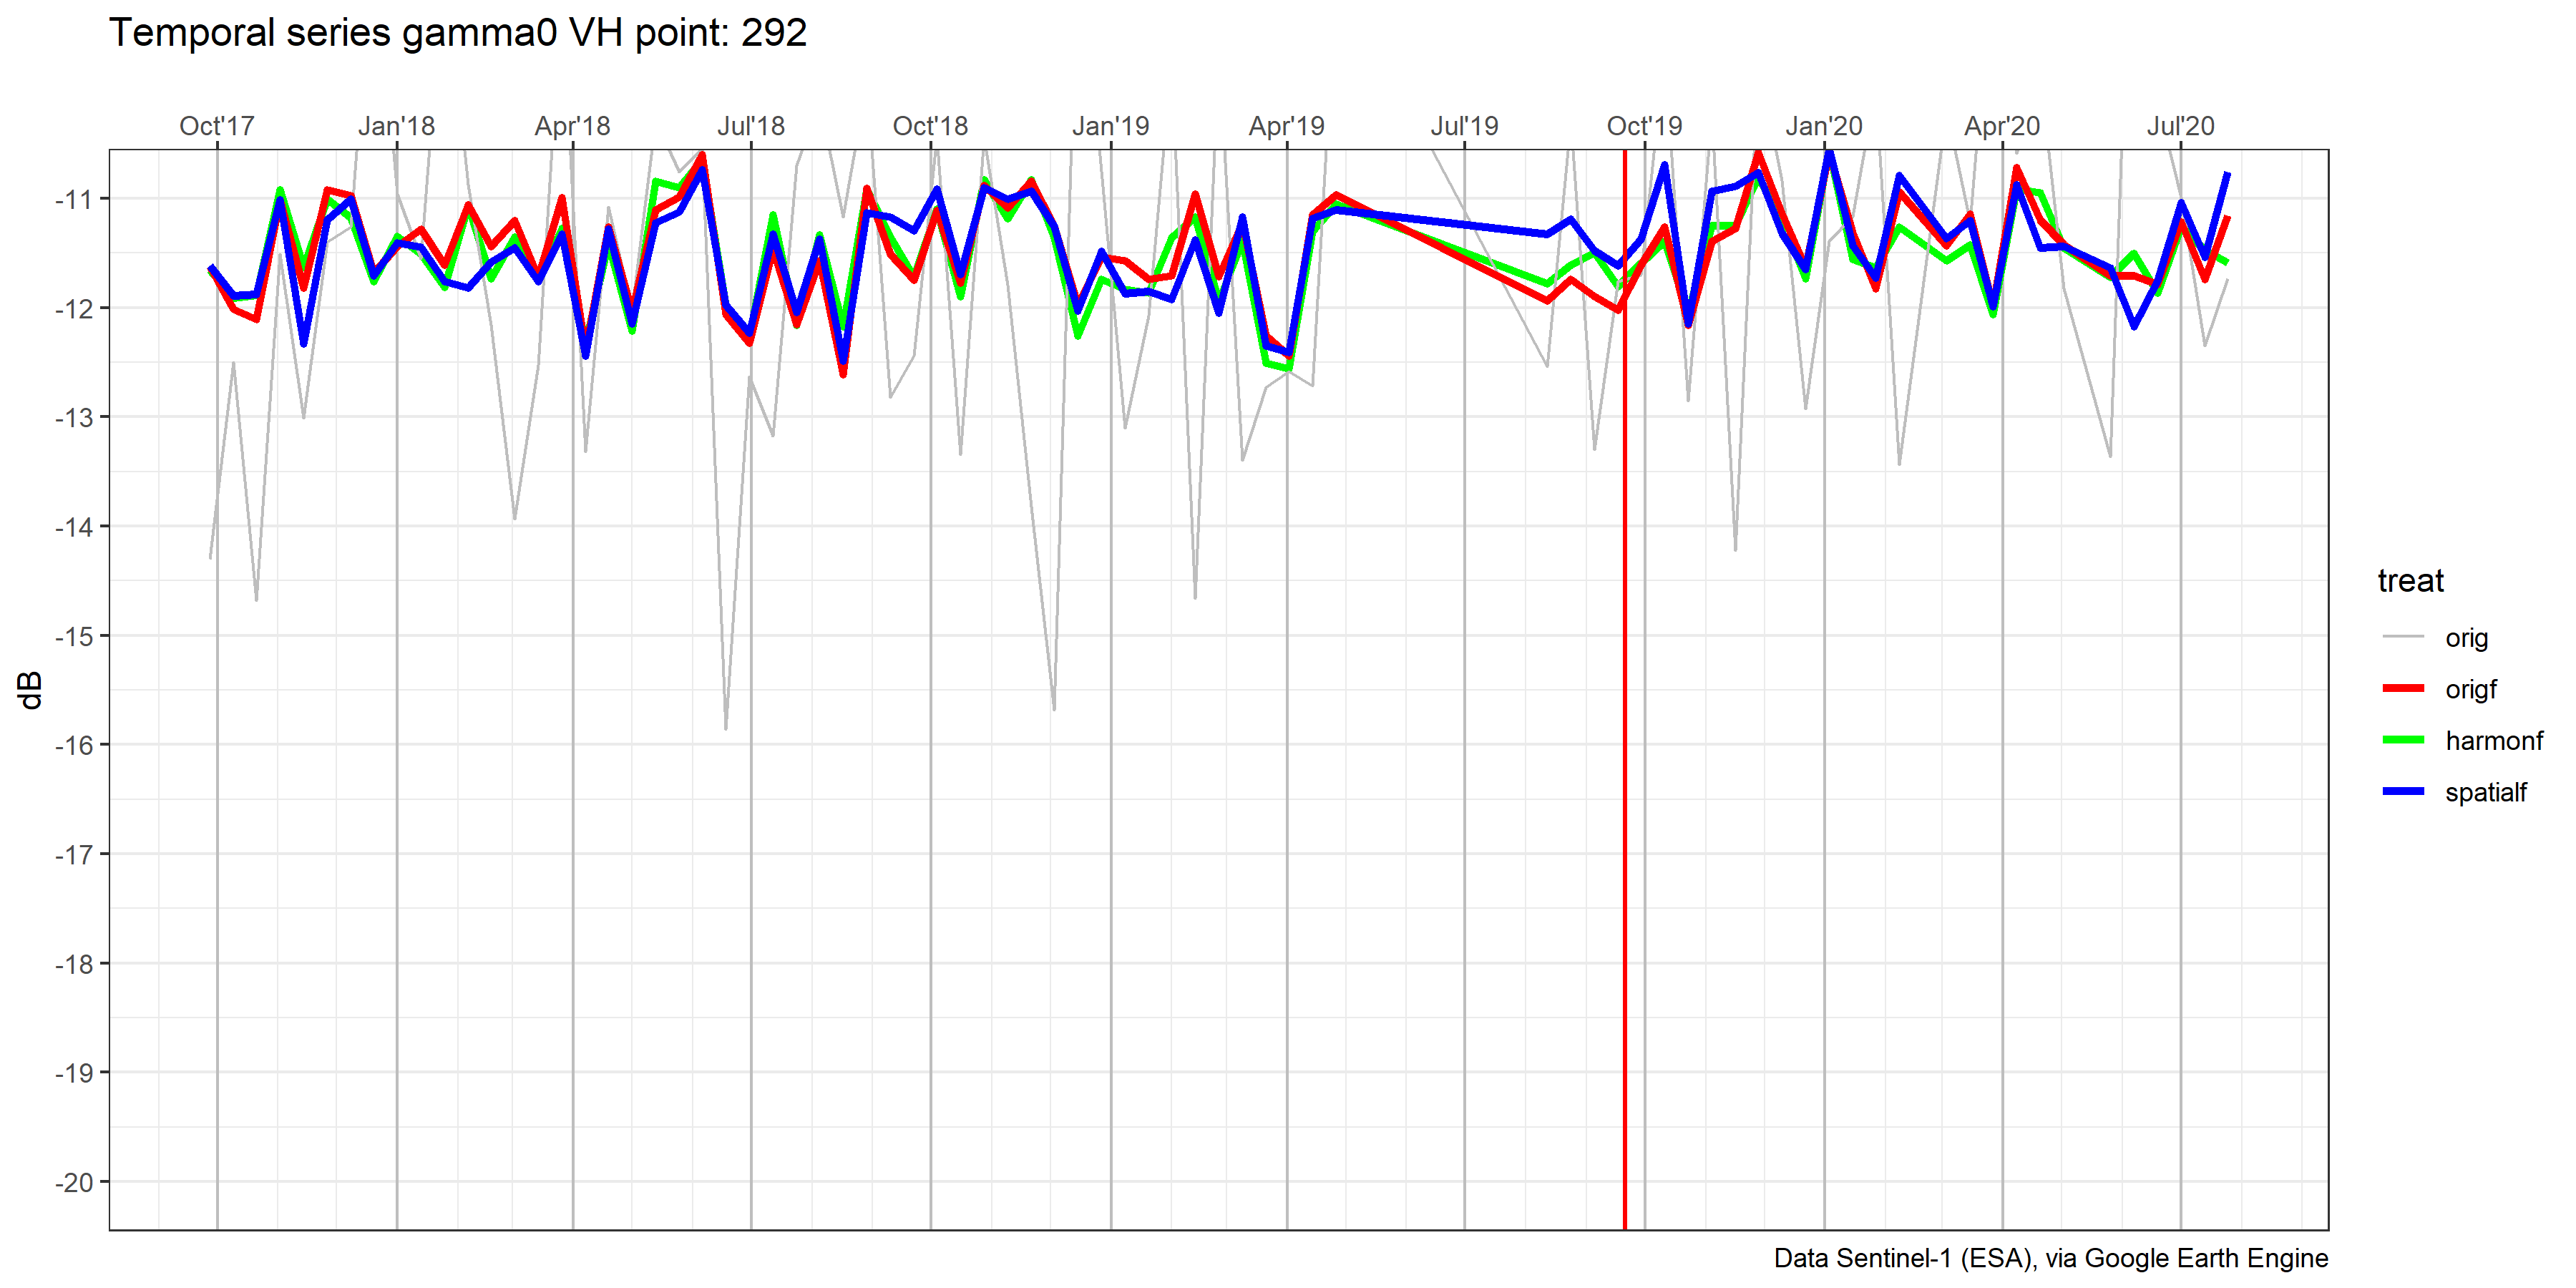 Temporal series gamma0 VH point: 292
Oct'17 Jan'18 Apr'18 Jul'18 Oct'18 Jan'19 Apr'19 Jul'19 Oct'19 Jan'20 Apr'20 Jul'20
-11
-12
-13
-14
-15
-16
-17
-18
-19
-20
dB
treat
orig
origf
harmonf
spatialf
Data Sentinel-1 (ESA), via Google Earth Engine